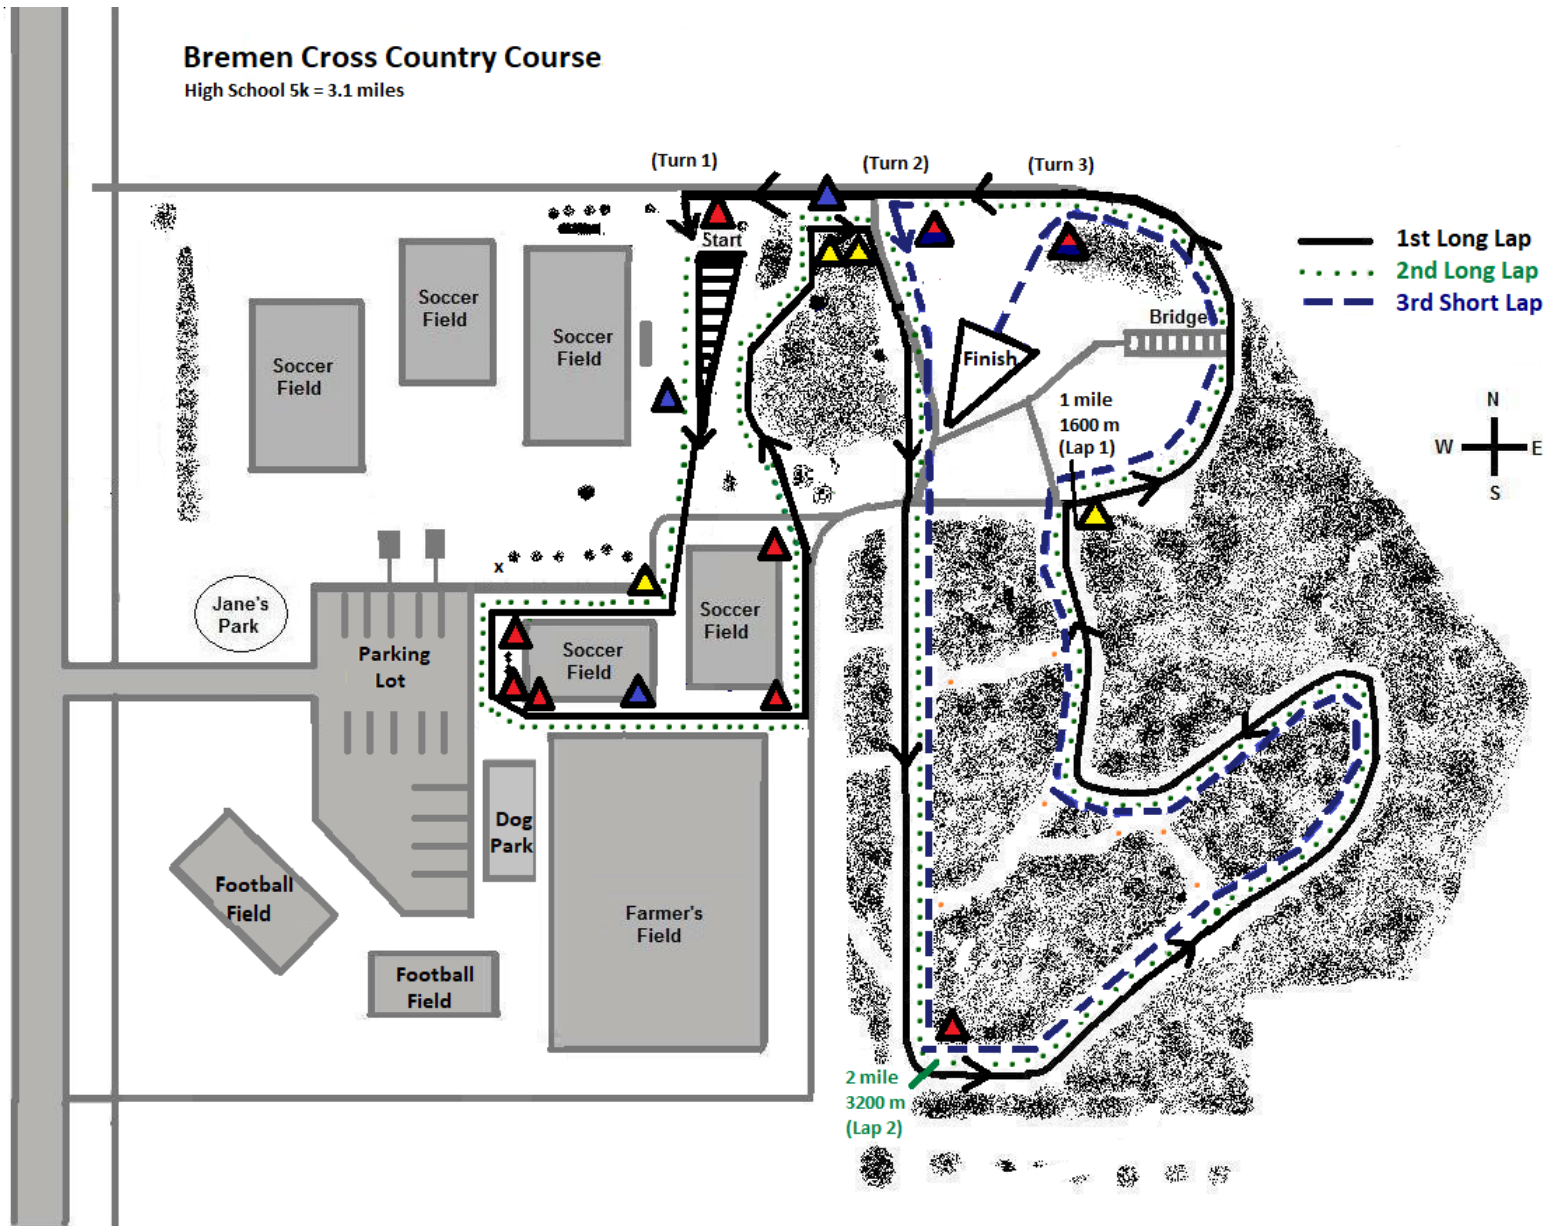 Bremen Cross Country Course
High School 5k = 3.1 miles
(Turn 1)
(Turn 2)
(Turn 3)
Start
1st Long Lap
2nd Long Lap
3rd Short Lap
Soccer
Field
Soccer
Field
Soccer
Field
Bridge
Finish
1 mile
1600 m
(Lap 1)
N
W
E
S
x
Jane's
Park
Parking
Lot
Soccer
Field
Soccer
Field
Dog
Park
Football
Field
Farmer's
Field
Football
Field
2 mile
3200 m
(Lap 2)